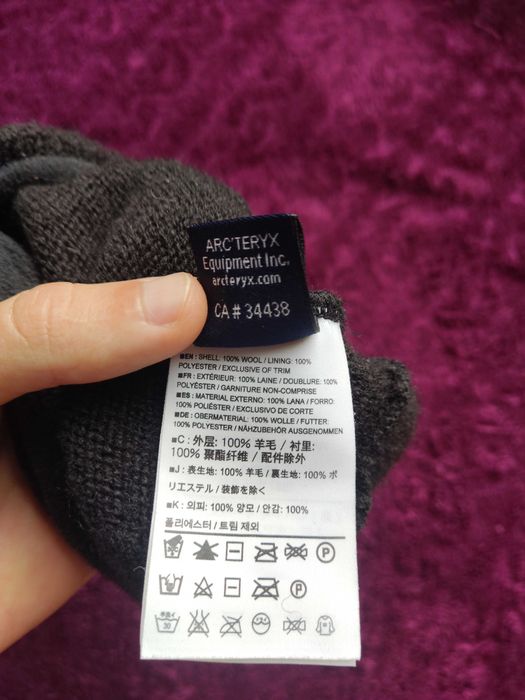 ARC'TERYX
Equipment Inc.
arcteryx.com
CA # 34438
■EN : SHELL: 100% WOOL / LINING: 100%
POLYESTER / EXCLUSIVE OF TRIM
■FR : EXTÉRIEUR: 100% LAINE / DOUBLURE: 100%
POLYÉSTER / GARNITURE NON-COMPRISE
■ES : MATERIAL EXTERNO: 100% LANA / FORRO:
100% POLIÉSTER / EXCLUSIVO DE CORTE
■DE : OBERMATERIAL: 100% WOLLE / FUTTER:
100% POLYESTER / NÄHZUBEHÖR AUSGENOMMEN
■C : 外层: 100% 羊毛 / 衬里:
100% 聚酯纤维 / 配件除外
■J : 表生地: 100% 羊毛 / 裏生地: 100% ポ
リエステル / 装飾を除く
■K : 외피: 100% 양모 / 안감: 100%
폴리에스터 / 트림 제외
P
P
30